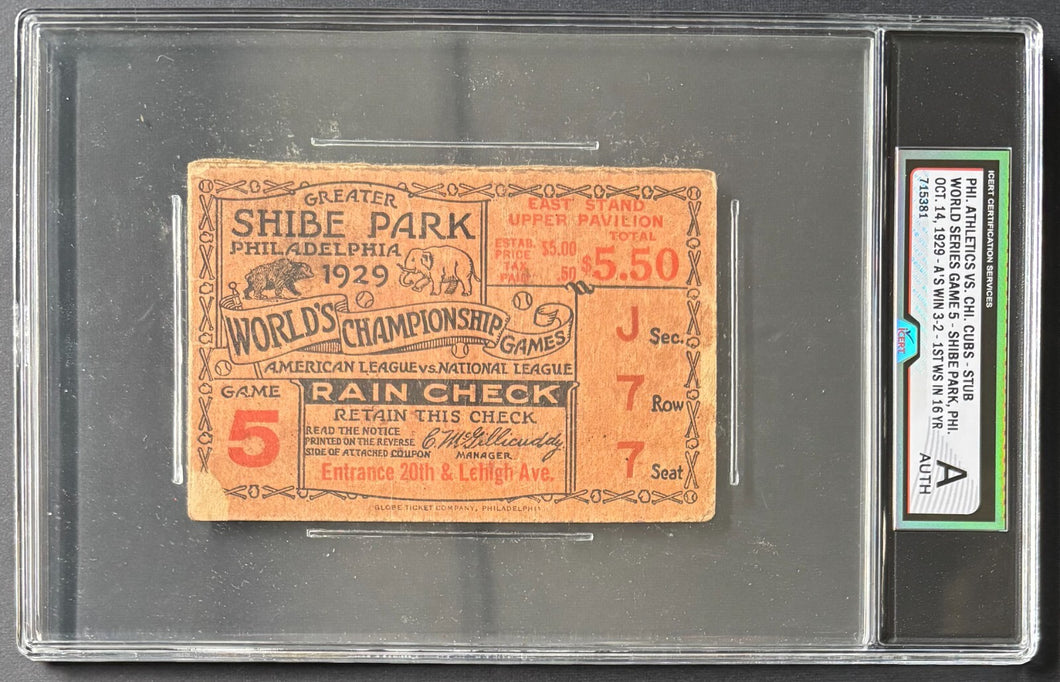 GREATER
SHIBE PARK
PHILADELPHIA
1929
WORLD'S CHAMPIONSHIP GAMES
AMERICAN LEAGUE vs. NATIONAL LEAGUE
EAST STAND
UPPER PAVILION
ESTAB. PRICE $5.00
TAX PAID .50
TOTAL
$5.50
J Sec.
7 Row
7 Seat
GAME
5
RAIN CHECK
RETAIN THIS CHECK
READ THE NOTICE
PRINTED ON THE REVERSE
SIDE OF ATTACHED COUPON
C. McGillicuddy
MANAGER
Entrance 20th & Lehigh Ave.
GLOBE TICKET COMPANY, PHILADELPHIA
ICERT CERTIFICATION SERVICES
PHI. ATHLETICS VS. CHI. CUBS - STUB
WORLD SERIES GAME 5 - SHIBE PARK, PHI.
OCT. 14, 1929 - A'S WIN 3-2 - 1ST WS IN 16 YR
715381
ICERT
A
AUTH